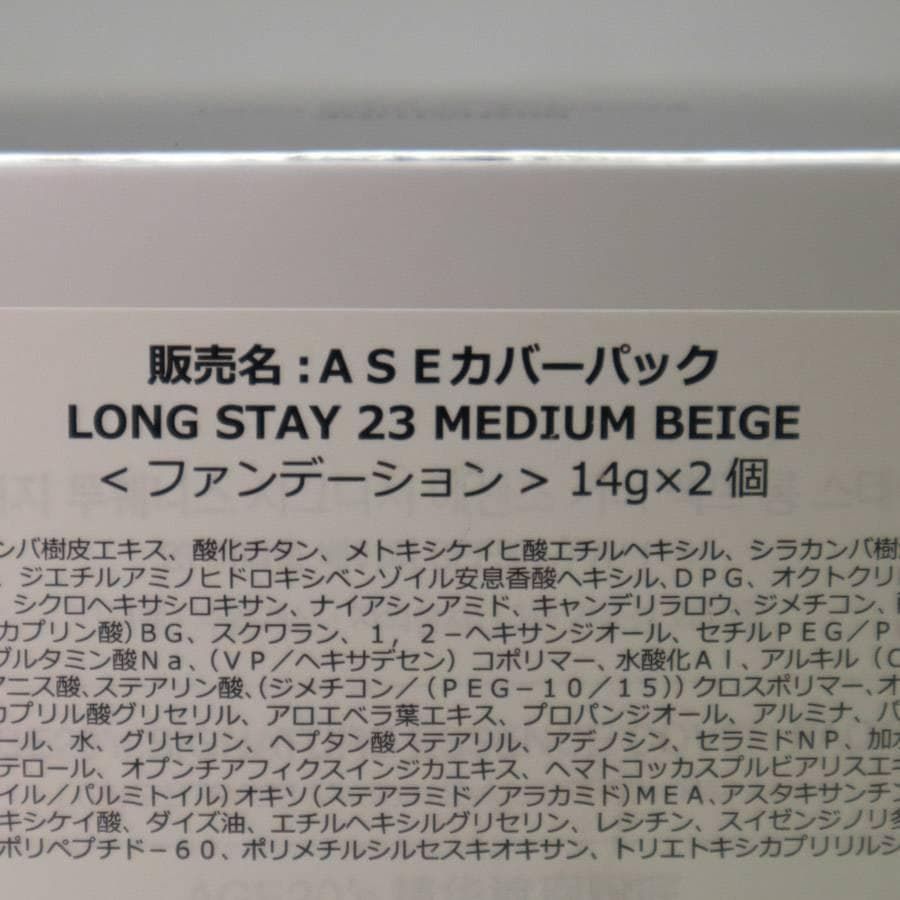 販売名:ASEカバーパック
LONG STAY 23 MEDIUM BEIGE
<ファンデーション> 14g×2個
ンバ樹皮エキス、酸化チタン、メトキシケイヒ酸エチルヘキシル、シラカンバ樹
、ジエチルアミノヒドロキシベンゾイル安息香酸ヘキシル、DPG、オクトクリ
シクロヘキサシロキサン、ナイアシンアミド、キャンデリラロウ、ジメチコン、
カプリン酸)BG、スクワラン、1,2-ヘキサンジオール、セチルPEG/P
グルタミン酸Na、(VP/ヘキサデセン)コポリマー、水酸化Al、アルキル(C
アニス酸、ステアリン酸、(ジメチコン/(PEG-10/15))クロスポリマー、オ
カプリル酸グリセリル、アロエベラ葉エキス、プロパンジオール、アルミナ、パ
ール、水、グリセリン、ヘプタン酸ステアリル、アデノシン、セラミドNP、加水
テロール、オプンチアフィクスインジカエキス、ヘマトコッカスプルビアリスエキ
イル/パルミトイル)オキソ(ステアラミド/アラカミド)MEA、アスタキサンチン
キシケイ酸、ダイズ油、エチルヘキシルグリセリン、レシチン、スイゼンジノリ多
ポリペプチド-60、ポリメチルシルセスキオキサン、トリエトキシカプリリルシ